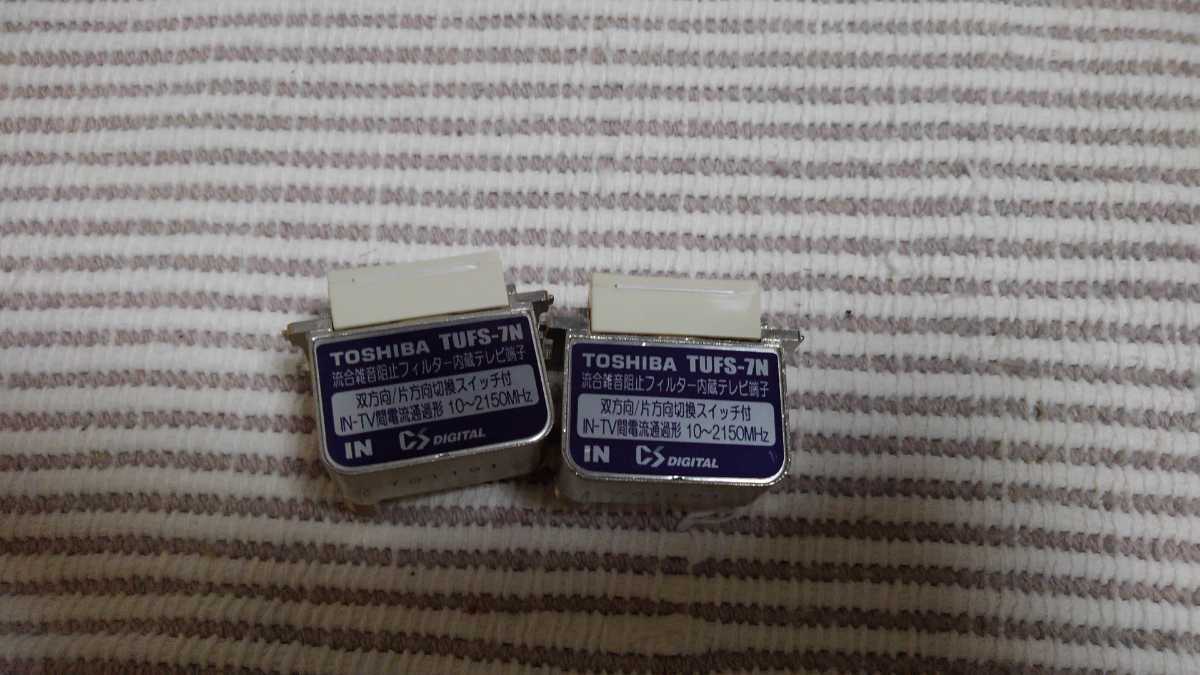 TOSHIBA TUFS-7N
流合雑音阻止フィルター内蔵テレビ端子
双方向/片方向切換スイッチ付
IN-TV間電流通過形 10~2150MHz
IN CS DIGITAL
TOSHIBA TUFS-7N
流合雑音阻止フィルター内蔵テレビ端子
双方向/片方向切換スイッチ付
IN-TV間電流通過形 10~2150MHz
IN CS DIGITAL